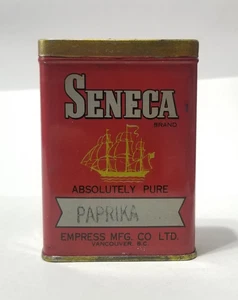 SENECA
BRAND
ABSOLUTELY PURE
PAPRIKA
EMPRESS MFG. CO LTD.
VANCOUVER, B.C.